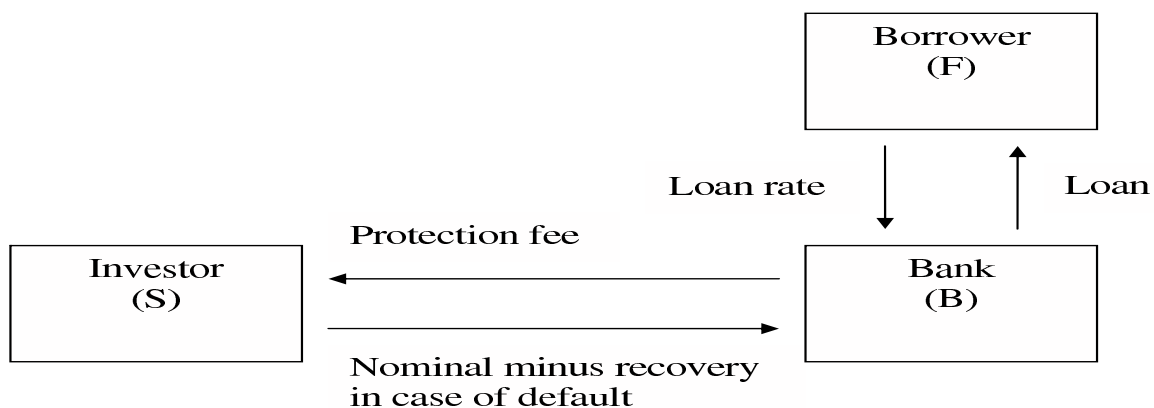 Borrower
(F)
Loan rate
Loan
Protection fee
Investor
(S)
Bank
(B)
Nominal minus recovery
in case of default